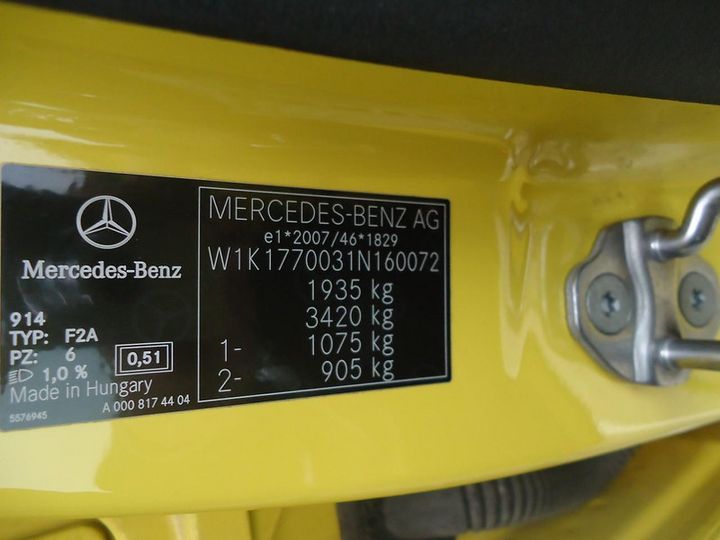 Mercedes-Benz
914
TYP: F2A
PZ: 6
0,51
1,0 %
Made in Hungary
5576945
A 000 817 44 04
MERCEDES-BENZ AG
e1*2007/46*1829
W1K1770031N160072
1935 kg
3420 kg
1- 1075 kg
2- 905 kg